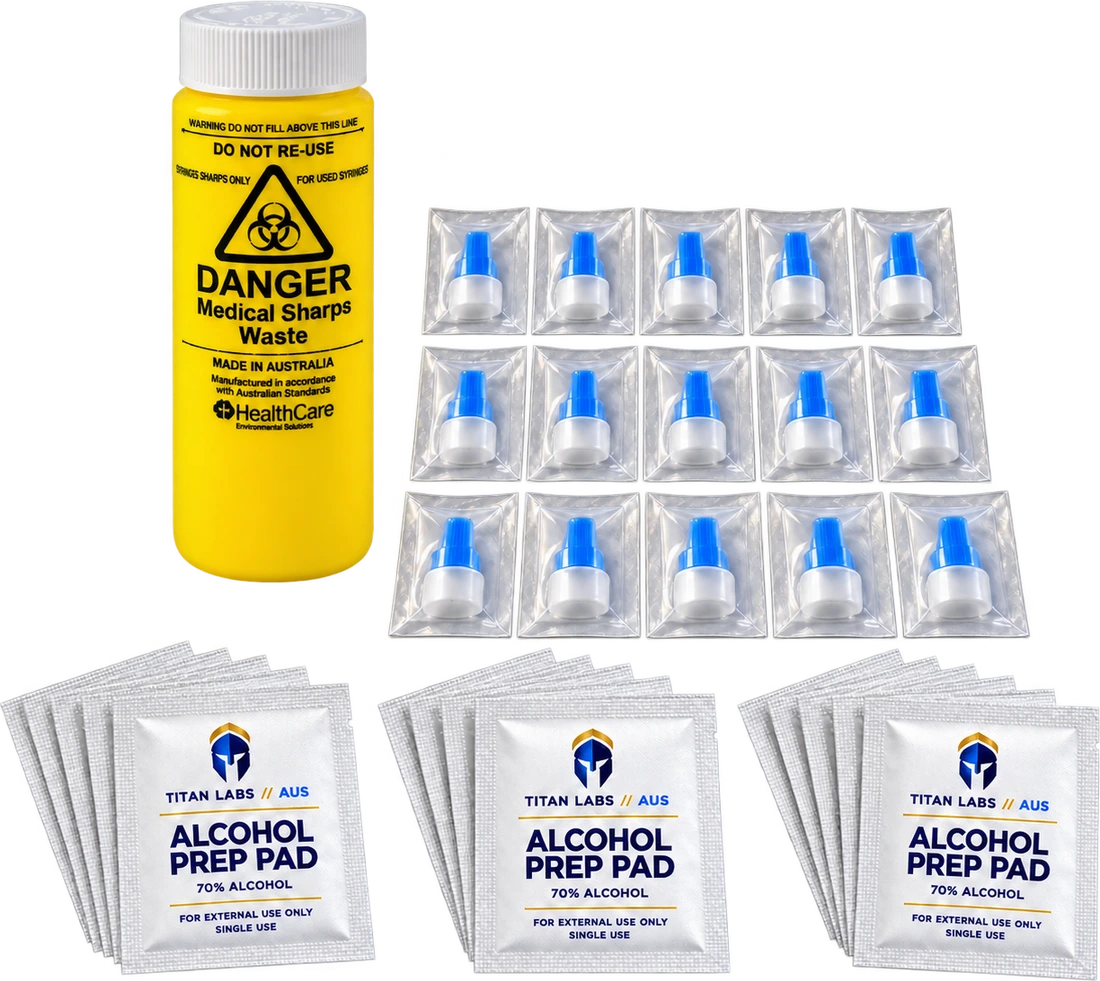 WARNING DO NOT FILL ABOVE THIS LINE
DO NOT RE-USE
SHARPS ONLY
FOR USED SYRINGES
DANGER
Medical Sharps
Waste
MADE IN AUSTRALIA
Manufactured in accordance
with Australian Standards
HealthCare
Environmental Solutions
TITAN LABS // AUS
ALCOHOL
PREP PAD
70% ALCOHOL
FOR EXTERNAL USE ONLY
SINGLE USE
TITAN LABS // AUS
ALCOHOL
PREP PAD
70% ALCOHOL
FOR EXTERNAL USE ONLY
SINGLE USE
TITAN LABS // AUS
ALCOHOL
PREP PAD
70% ALCOHOL
FOR EXTERNAL USE ONLY
SINGLE USE